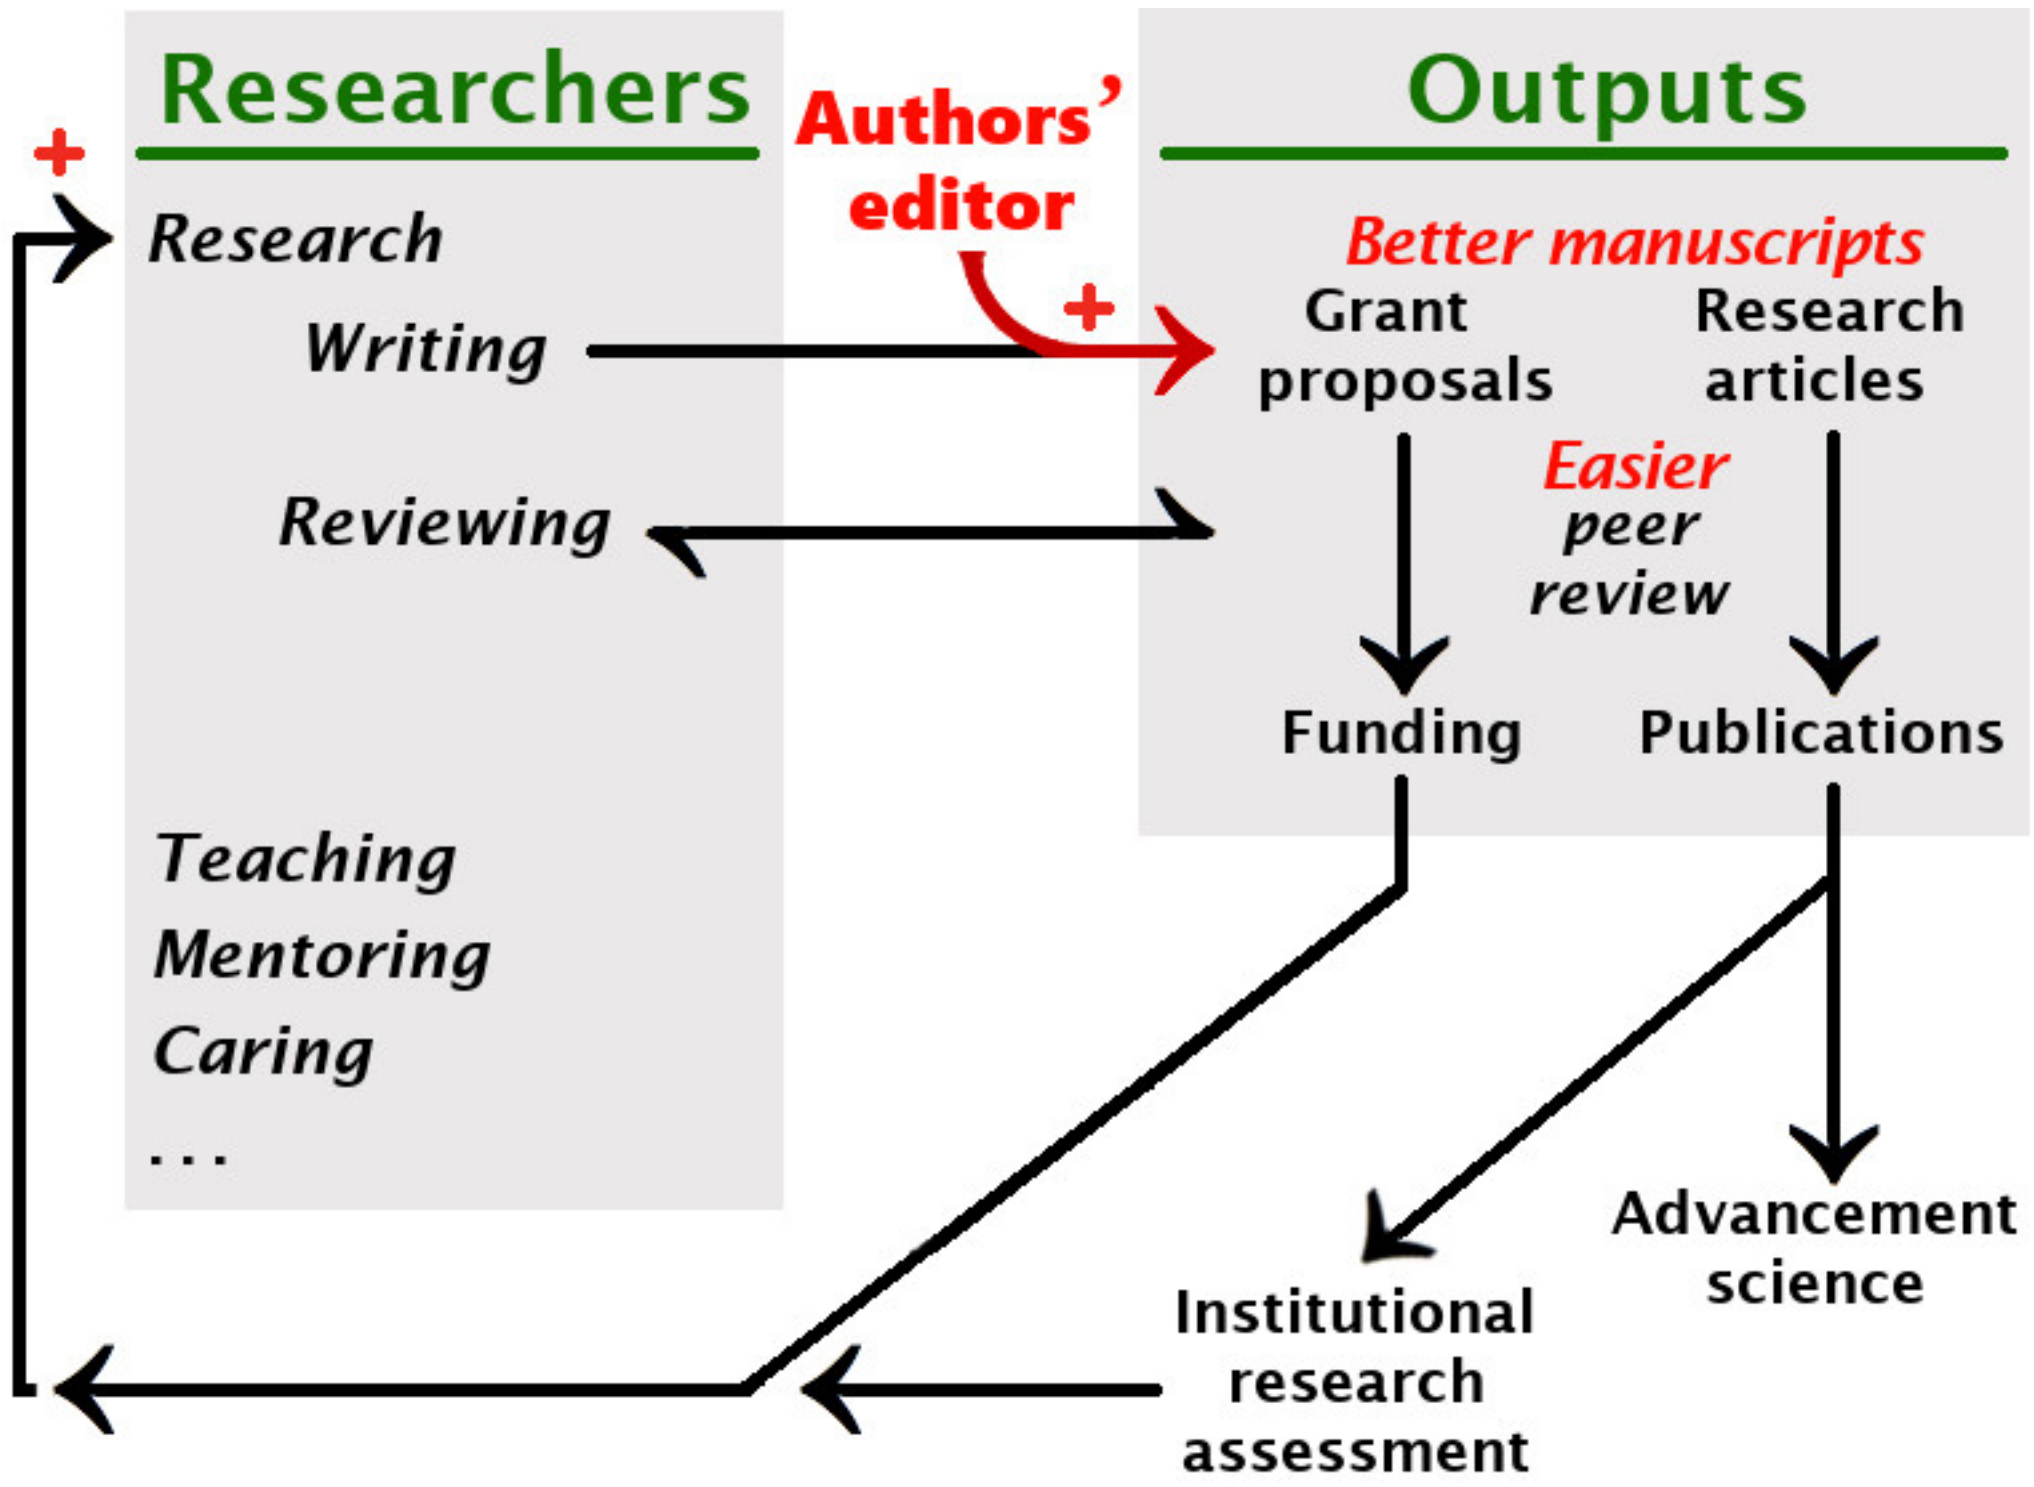 Researchers
+
Research
Writing
Reviewing
Teaching
Mentoring
Caring
...
Authors’
editor
+
Outputs
Better manuscripts
Grant
proposals
Research
articles
Easier
peer
review
Funding
Publications
Advancement
science
Institutional
research
assessment